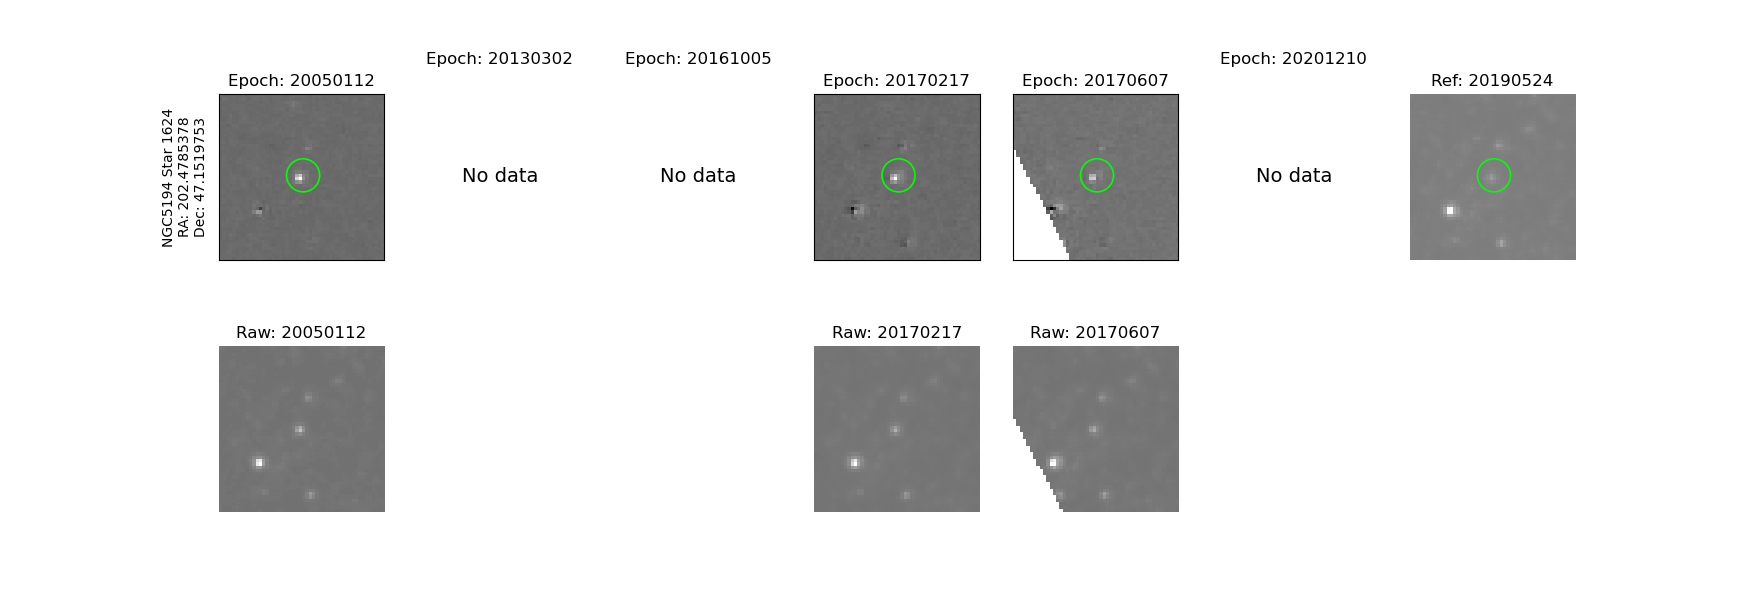 Epoch: 20130302
Epoch: 20161005
Epoch: 20201210
Epoch: 20050112
Epoch: 20170217
Epoch: 20170607
Ref: 20190524
NGC5194 Star 1624
RA: 202.4785378
Dec: 47.1519753
No data
No data
No data
Raw: 20050112
Raw: 20170217
Raw: 20170607